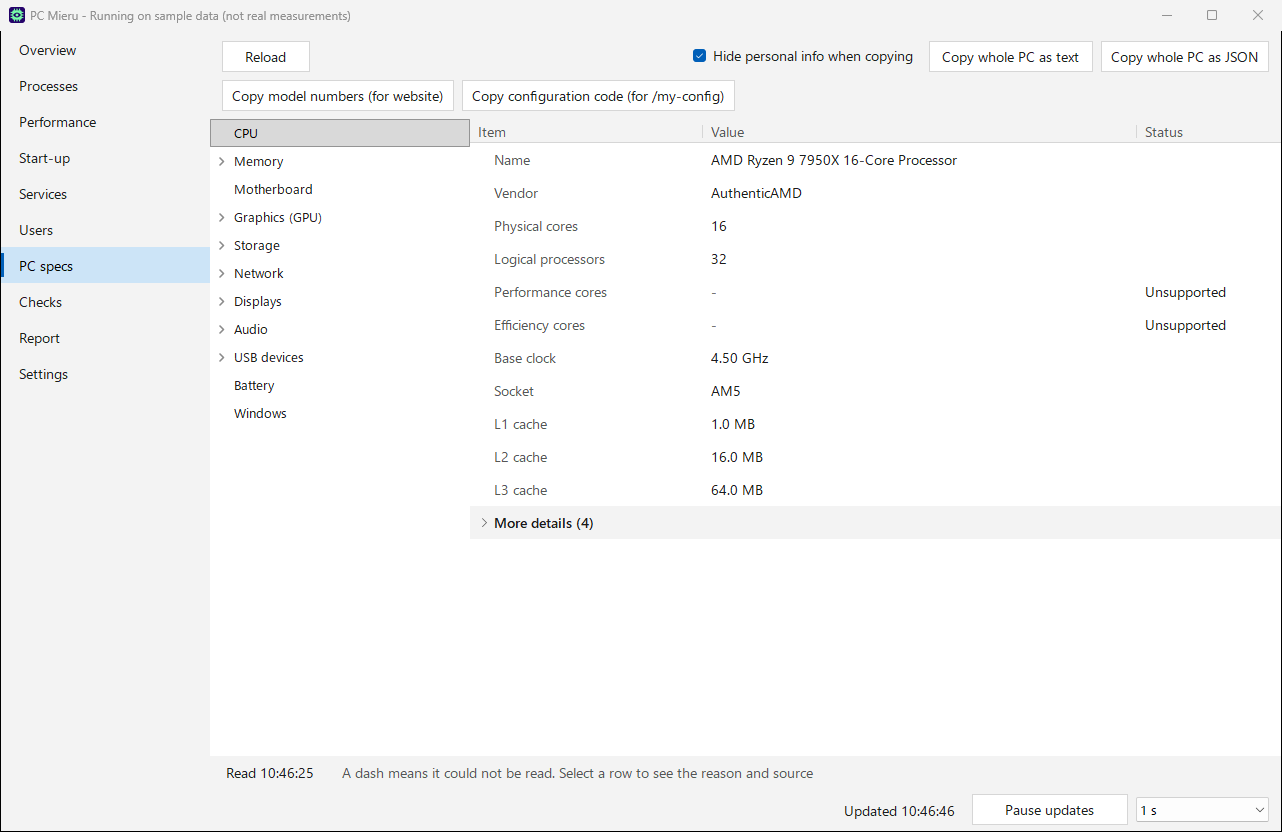 PC Mieru - Running on sample data (not real measurements)
Overview
Processes
Performance
Start-up
Services
Users
PC specs
Checks
Report
Settings
Reload
Hide personal info when copying
Copy whole PC as text
Copy whole PC as JSON
Copy model numbers (for website)
Copy configuration code (for /my-config)
CPU
Memory
Motherboard
Graphics (GPU)
Storage
Network
Displays
Audio
USB devices
Battery
Windows
Item Value Status
Name AMD Ryzen 9 7950X 16-Core Processor
Vendor AuthenticAMD
Physical cores 16
Logical processors 32
Performance cores - Unsupported
Efficiency cores - Unsupported
Base clock 4.50 GHz
Socket AM5
L1 cache 1.0 MB
L2 cache 16.0 MB
L3 cache 64.0 MB
More details (4)
Read 10:46:25 A dash means it could not be read. Select a row to see the reason and source
Updated 10:46:46 Pause updates 1 s